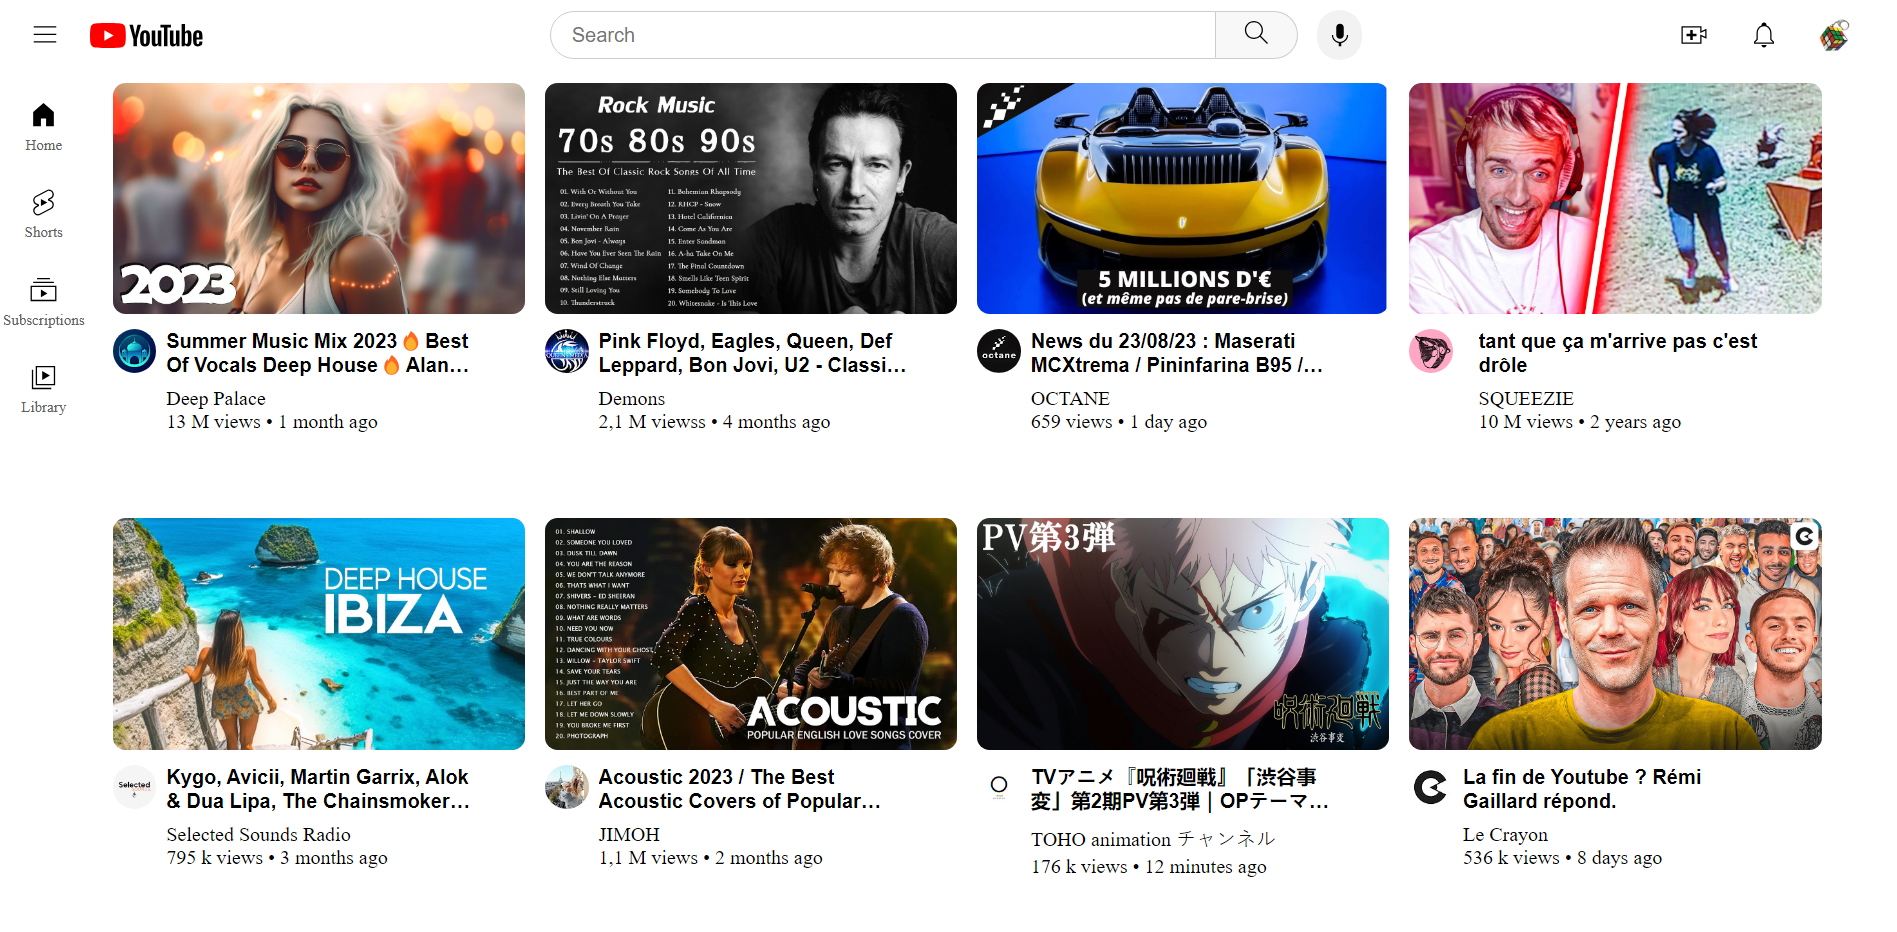 YouTube
Search
Home
Shorts
Subscriptions
Library
2023
Summer Music Mix 2023🔥 Best
Of Vocals Deep House🔥 Alan...
Deep Palace
13 M views • 1 month ago
Rock Music
70s 80s 90s
The Best Of Classic Rock Songs Of All Time
01. With Or Without You
02. Every Breath You Take
03. Livin' On A Prayer
04. November Rain
05. Bon Jovi - Always
06. Have You Ever Seen The Rain
07. Wind Of Change
08. Nothing Else Matters
09. Still Loving You
10. Thunderstruck
11. Bohemian Rhapsody
12. RHCP - Snow
13. Hotel California
14. Come As You Are
15. Enter Sandman
16. A-ha Take On Me
17. The Final Countdown
18. Smells Like Teen Spirit
19. Somebody To Love
20. Whitesnake - Is This Love
Pink Floyd, Eagles, Queen, Def
Leppard, Bon Jovi, U2 - Classi...
Demons
2,1 M viewss • 4 months ago
5 MILLIONS D'€
(et même pas de pare-brise)
octane
News du 23/08/23 : Maserati
MCXtrema / Pininfarina B95 /...
OCTANE
659 views • 1 day ago
tant que ça m'arrive pas c'est
drôle
SQUEEZIE
10 M views • 2 years ago
DEEP HOUSE
IBIZA
Selected
Kygo, Avicii, Martin Garrix, Alok
& Dua Lipa, The Chainsmoker...
Selected Sounds Radio
795 k views • 3 months ago
01. SHALLOW
02. SOMEONE YOU LOVED
03. DUSK TILL DAWN
04. YOU ARE THE REASON
05. WE DON'T TALK ANYMORE
06. THATS WHAT I WANT
07. SHIVERS - ED SHEERAN
08. NOTHING REALLY MATTERS
09. WHAT ARE WORDS
10. NEED YOU NOW
11. TRUE COLOURS
12. DANCING WITH YOUR GHOST
13. WILLOW - TAYLOR SWIFT
14. SAVE YOUR TEARS
15. JUST THE WAY YOU ARE
16. BEST PART OF ME
17. LET HER GO
18. LET ME DOWN SLOWLY
19. YOU BROKE ME FIRST
20. PHOTOGRAPH
ACOUSTIC
POPULAR ENGLISH LOVE SONGS COVER
Acoustic 2023 / The Best
Acoustic Covers of Popular...
JIMOH
1,1 M views • 2 months ago
PV第3弾
呪術廻戦
渋谷事変
TVアニメ『呪術廻戦』「渋谷事
変」第2期PV第3弾｜OPテーマ...
TOHO animation チャンネル
176 k views • 12 minutes ago
La fin de Youtube ? Rémi
Gaillard répond.
Le Crayon
536 k views • 8 days ago